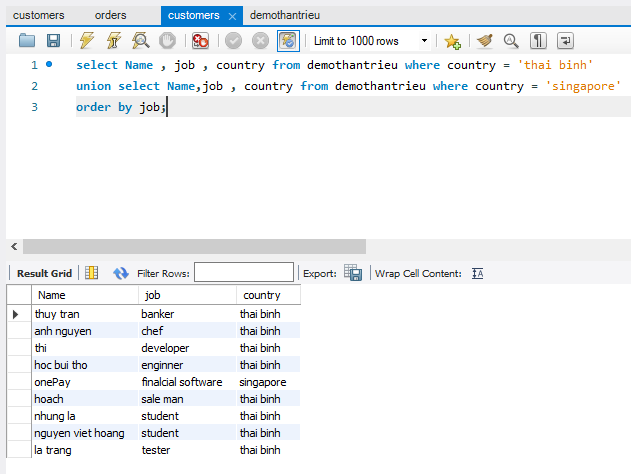 customers orders customers demothantrieu
Limit to 1000 rows
1 select Name , job , country from demothantrieu where country = 'thai binh'
2 union select Name,job , country from demothantrieu where country = 'singapore'
3 order by job;
Result Grid Filter Rows: Export: Wrap Cell Content:
Name job country
thuy tran banker thai binh
anh nguyen chef thai binh
thi developer thai binh
hoc bui tho enginner thai binh
onePay finalcial software singapore
hoach sale man thai binh
nhung la student thai binh
nguyen viet hoang student thai binh
la trang tester thai binh